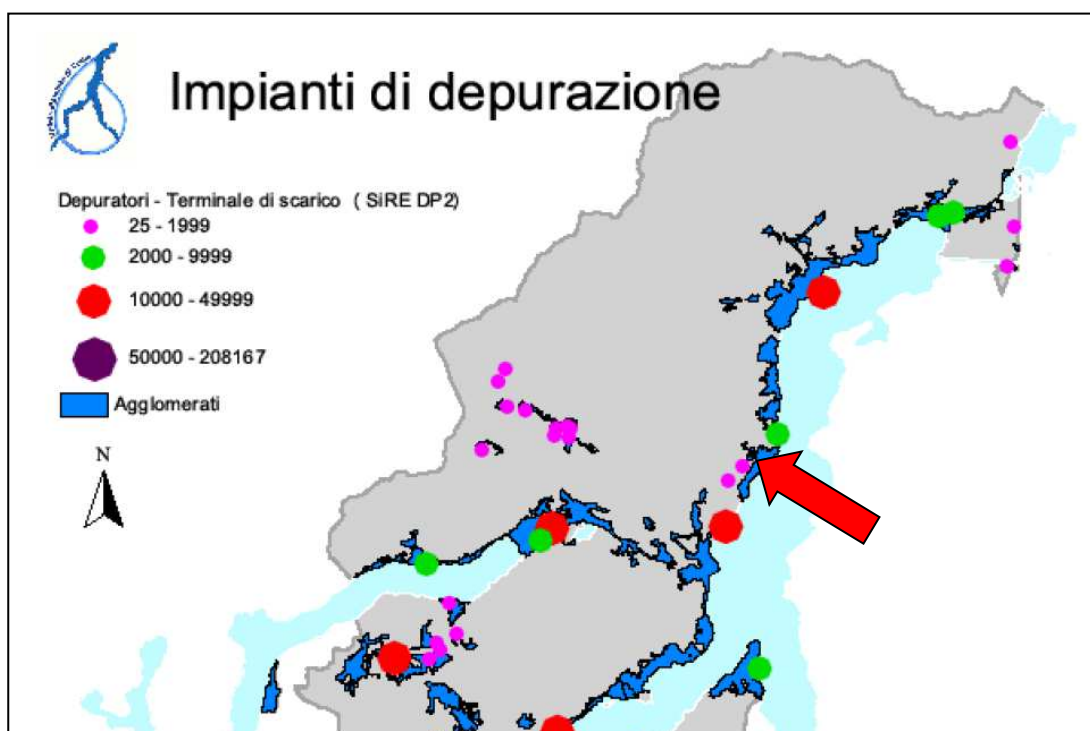 Impianti di depurazione
Depuratori - Terminale di scarico ( SiRE DP2)
25 - 1999
2000 - 9999
10000 - 49999
50000 - 208167
Agglomerati
N